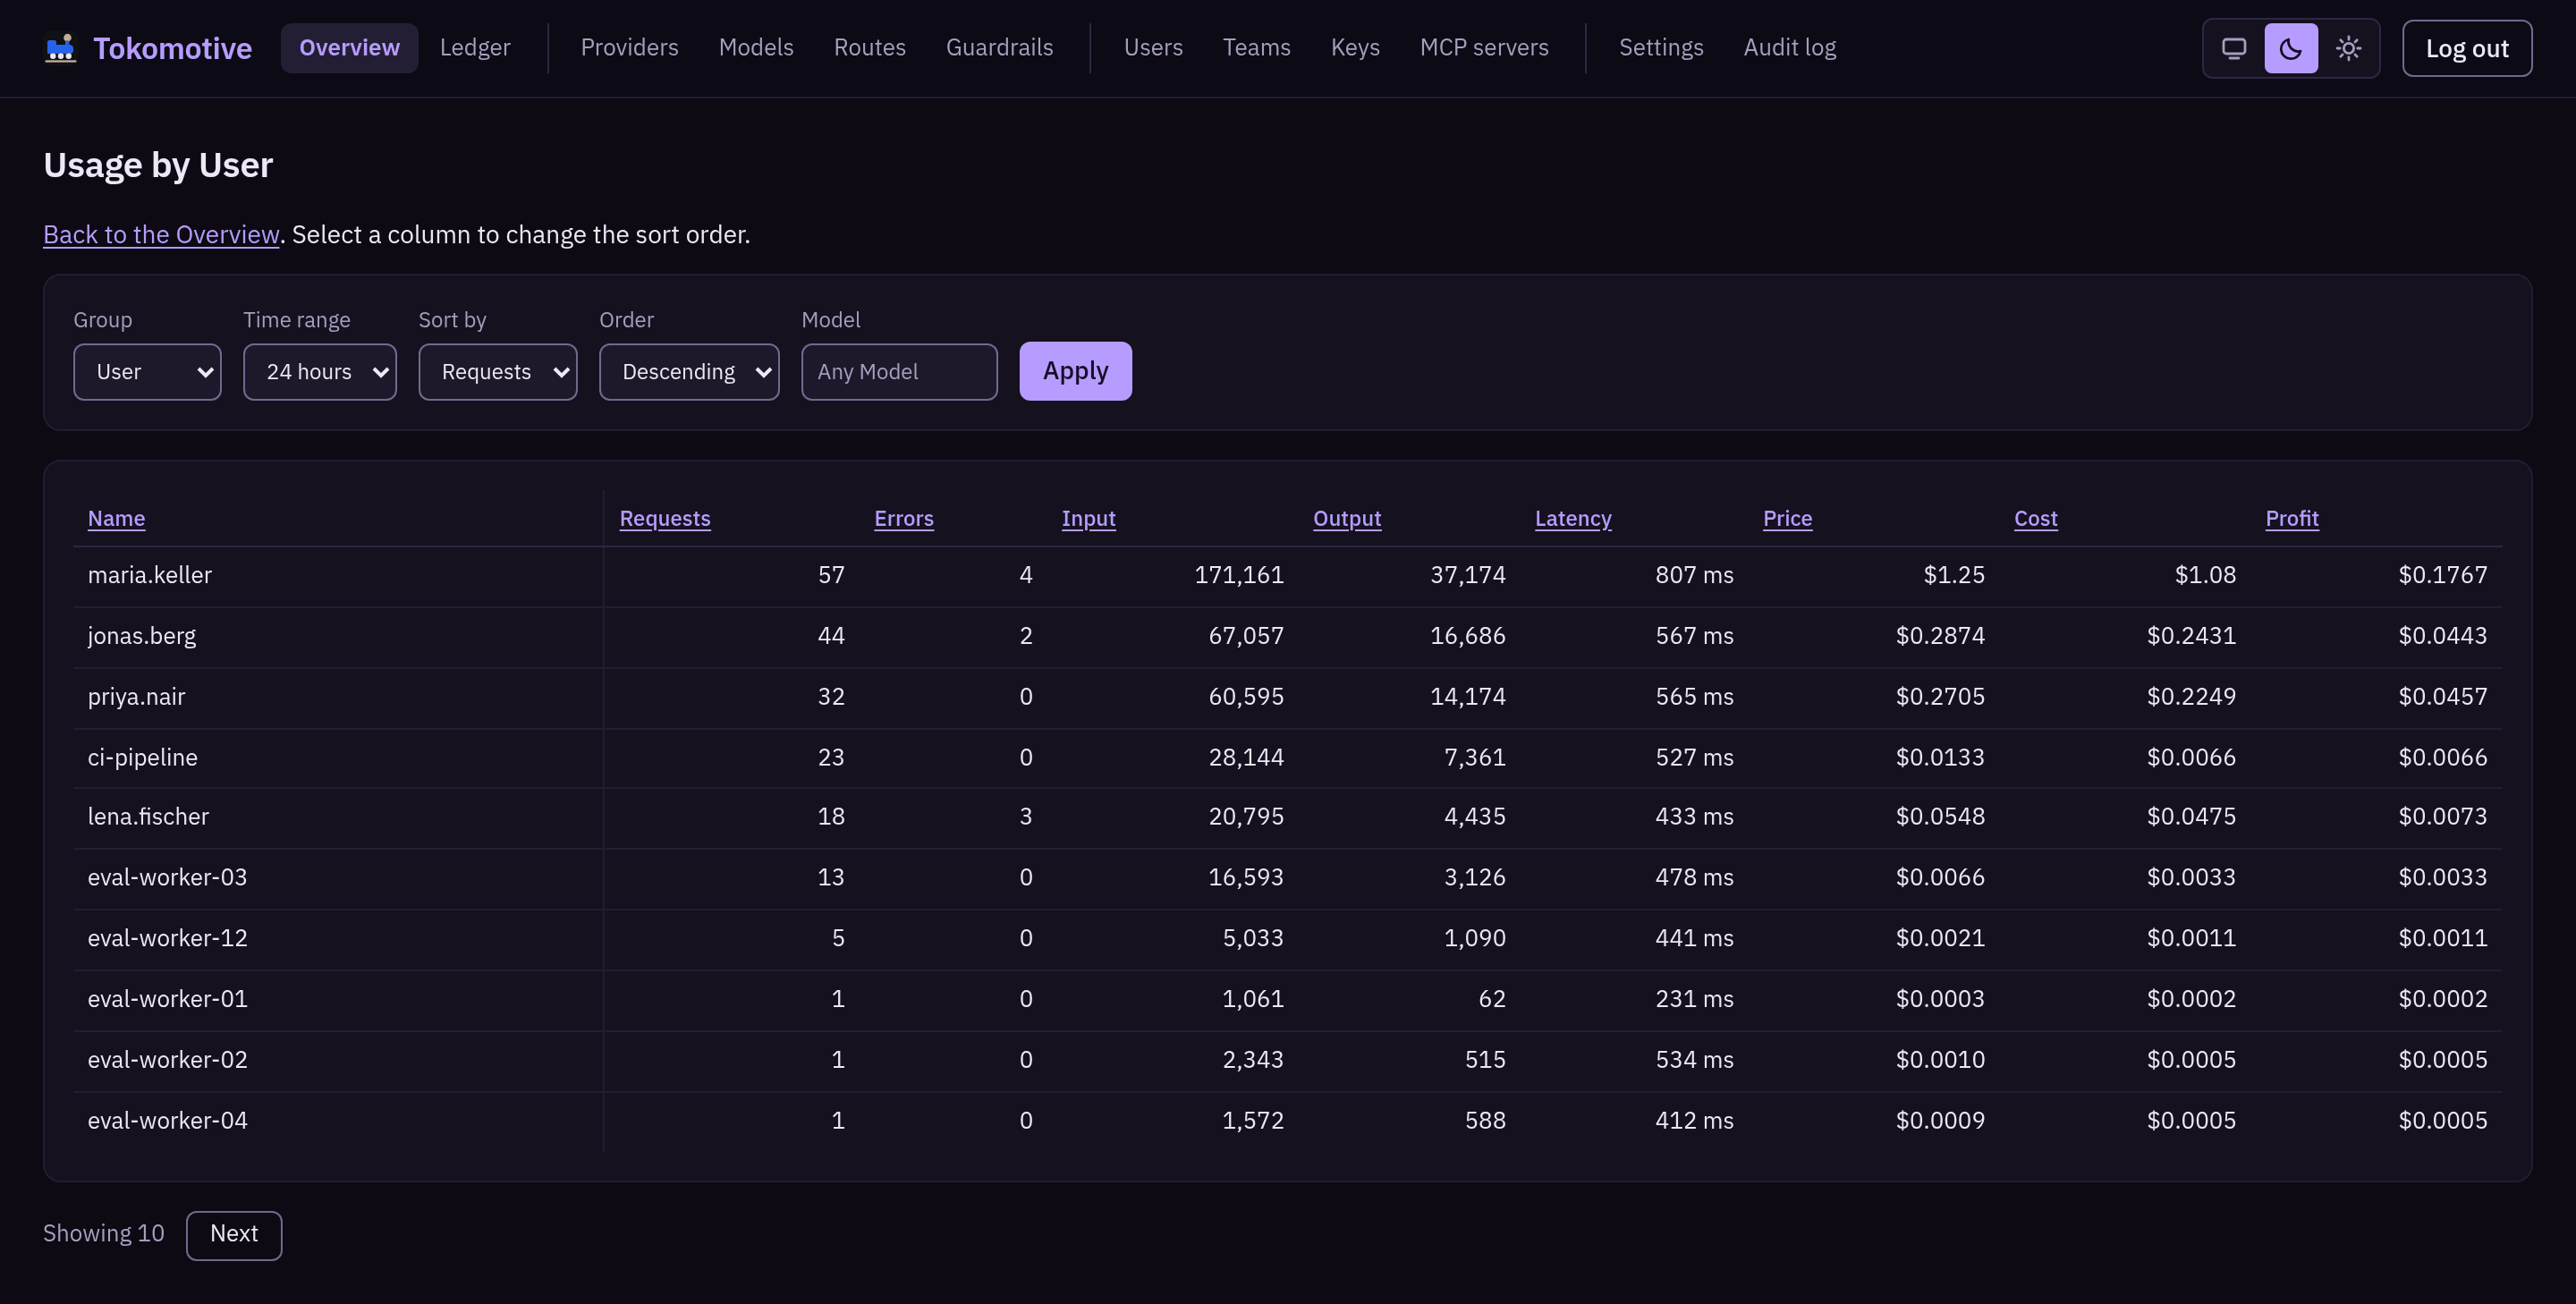 Tokomotive Overview Ledger Providers Models Routes Guardrails Users Teams Keys MCP servers Settings Audit log Log out
Usage by User
Back to the Overview. Select a column to change the sort order.
Group Time range Sort by Order Model
User 24 hours Requests Descending Any Model Apply
Name Requests Errors Input Output Latency Price Cost Profit
maria.keller 57 4 171,161 37,174 807 ms $1.25 $1.08 $0.1767
jonas.berg 44 2 67,057 16,686 567 ms $0.2874 $0.2431 $0.0443
priya.nair 32 0 60,595 14,174 565 ms $0.2705 $0.2249 $0.0457
ci-pipeline 23 0 28,144 7,361 527 ms $0.0133 $0.0066 $0.0066
lena.fischer 18 3 20,795 4,435 433 ms $0.0548 $0.0475 $0.0073
eval-worker-03 13 0 16,593 3,126 478 ms $0.0066 $0.0033 $0.0033
eval-worker-12 5 0 5,033 1,090 441 ms $0.0021 $0.0011 $0.0011
eval-worker-01 1 0 1,061 62 231 ms $0.0003 $0.0002 $0.0002
eval-worker-02 1 0 2,343 515 534 ms $0.0010 $0.0005 $0.0005
eval-worker-04 1 0 1,572 588 412 ms $0.0009 $0.0005 $0.0005
Showing 10 Next